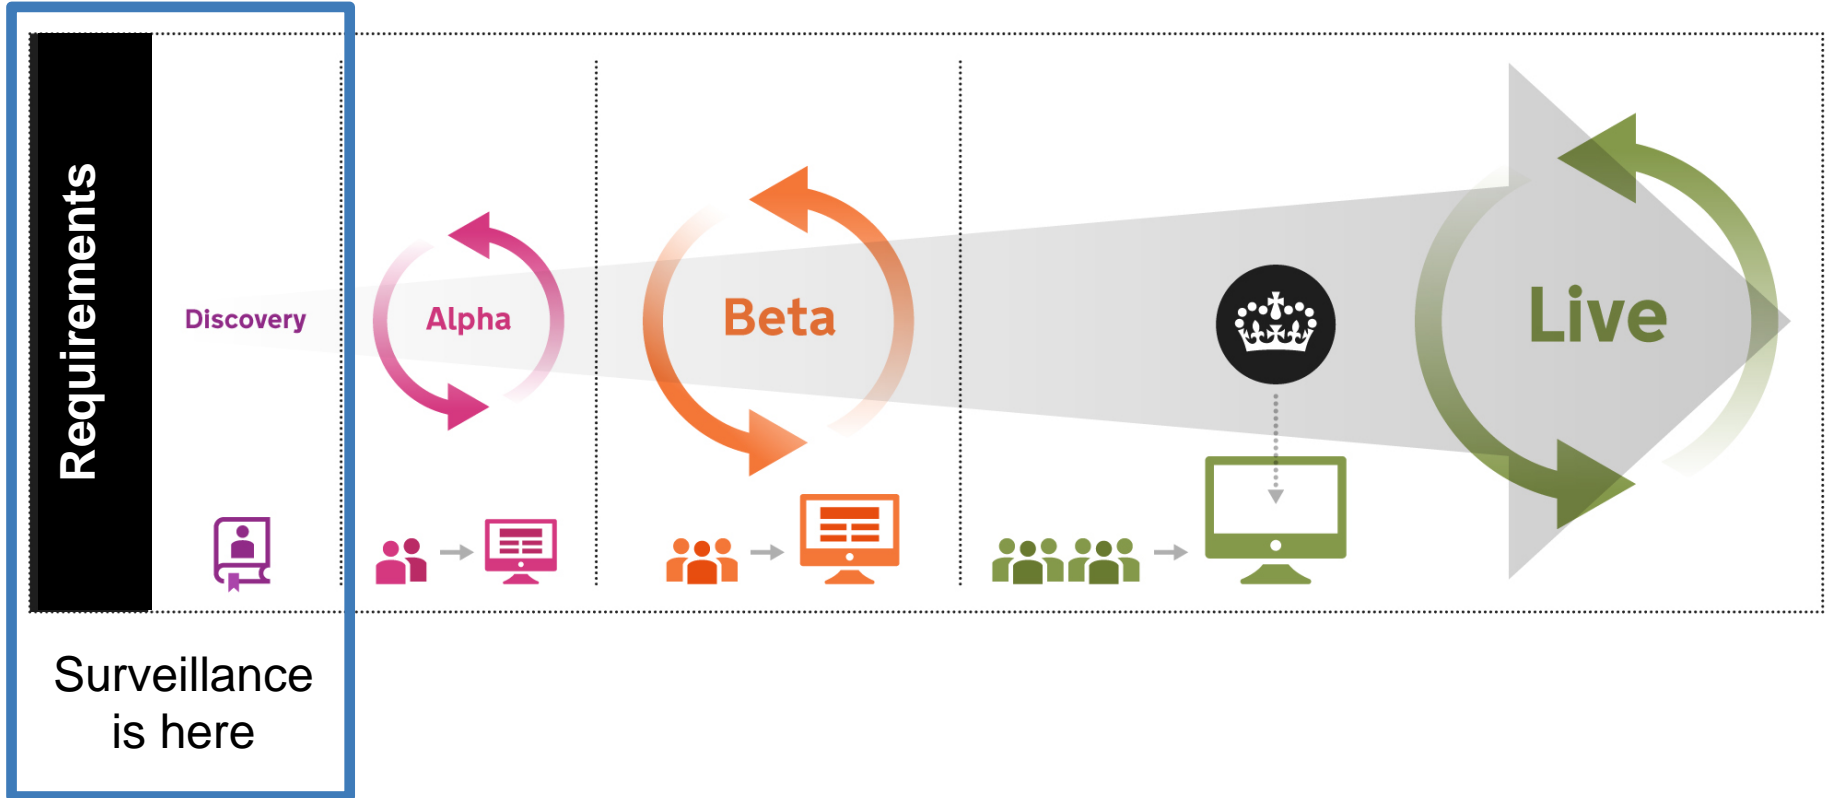 Requirements
Discovery
Alpha
Beta
Live
Surveillance
is here